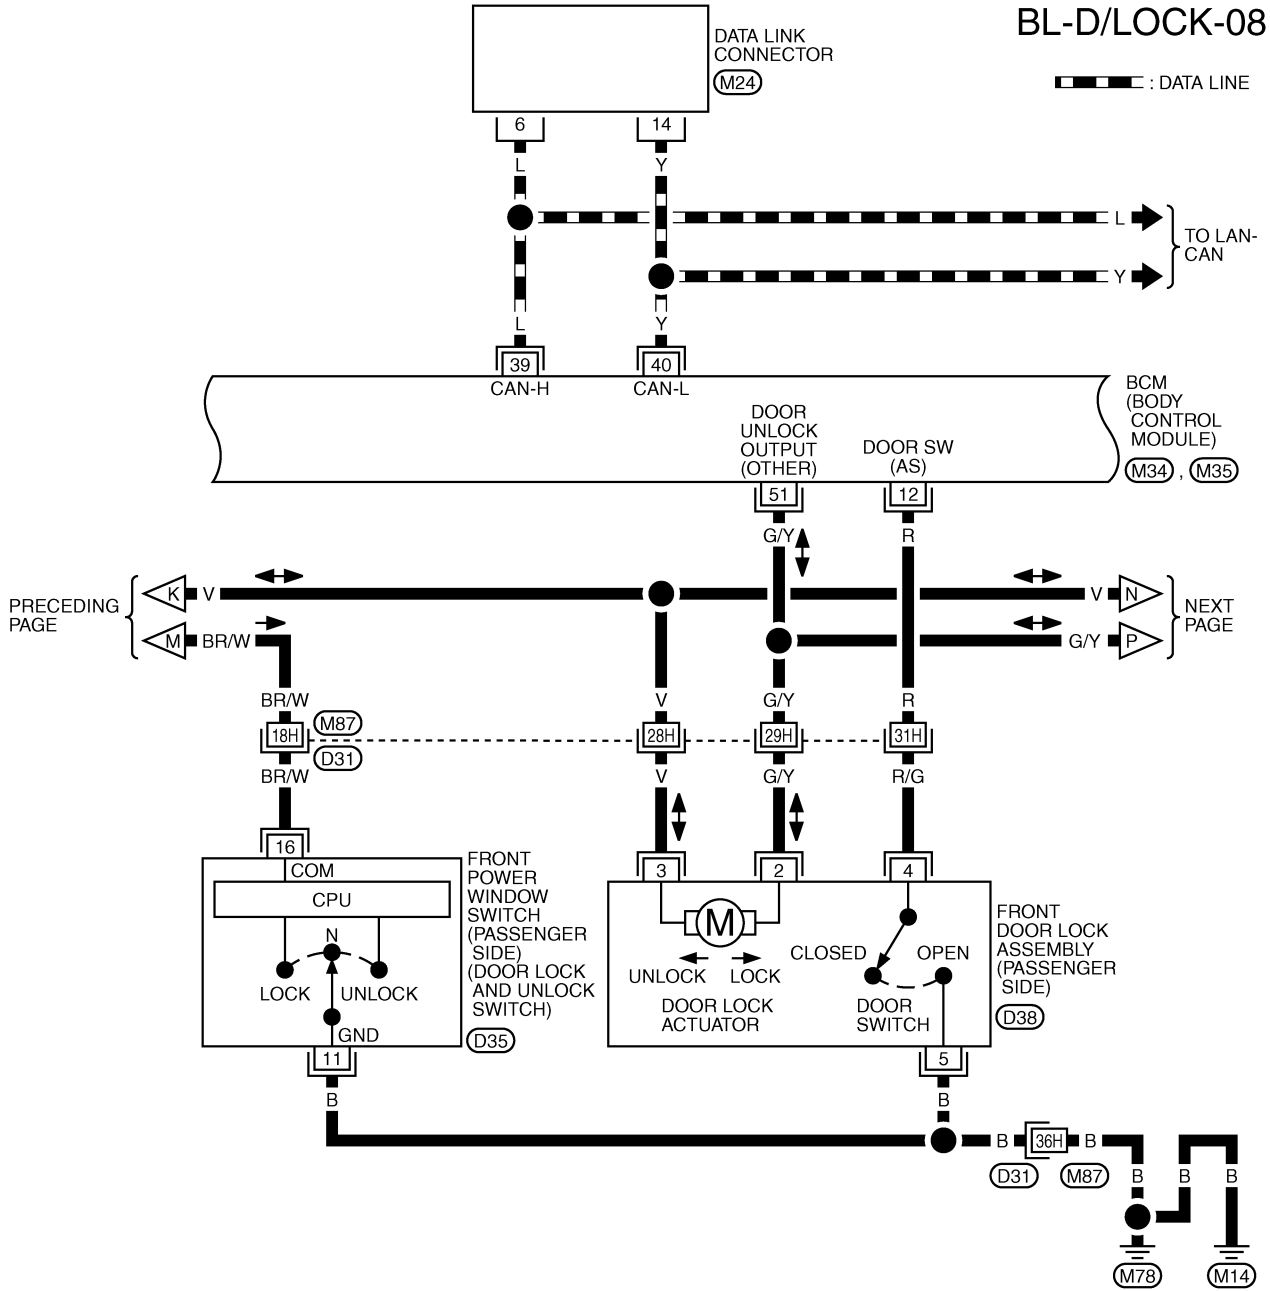 BL-D/LOCK-08
: DATA LINE
DATA LINK
CONNECTOR
M24
6
14
L
Y
L
Y
TO LAN-
CAN
L
Y
39
40
CAN-H
CAN-L
BCM
(BODY
CONTROL
MODULE)
M34 , M35
DOOR
UNLOCK
OUTPUT
(OTHER)
DOOR SW
(AS)
51
12
G/Y
R
PRECEDING
PAGE
K
V
M
BR/W
V
N
G/Y
P
NEXT
PAGE
BR/W
V
G/Y
R
18H
M87
D31
28H
29H
31H
BR/W
V
G/Y
R/G
16
3
2
4
COM
CPU
N
LOCK
UNLOCK
GND
11
FRONT
POWER
WINDOW
SWITCH
(PASSENGER
SIDE)
(DOOR LOCK
AND UNLOCK
SWITCH)
D35
M
UNLOCK
LOCK
DOOR LOCK
ACTUATOR
CLOSED
OPEN
DOOR
SWITCH
5
FRONT
DOOR LOCK
ASSEMBLY
(PASSENGER
SIDE)
D38
B
B
B
36H
B
D31
M87
B
B
B
M78
M14